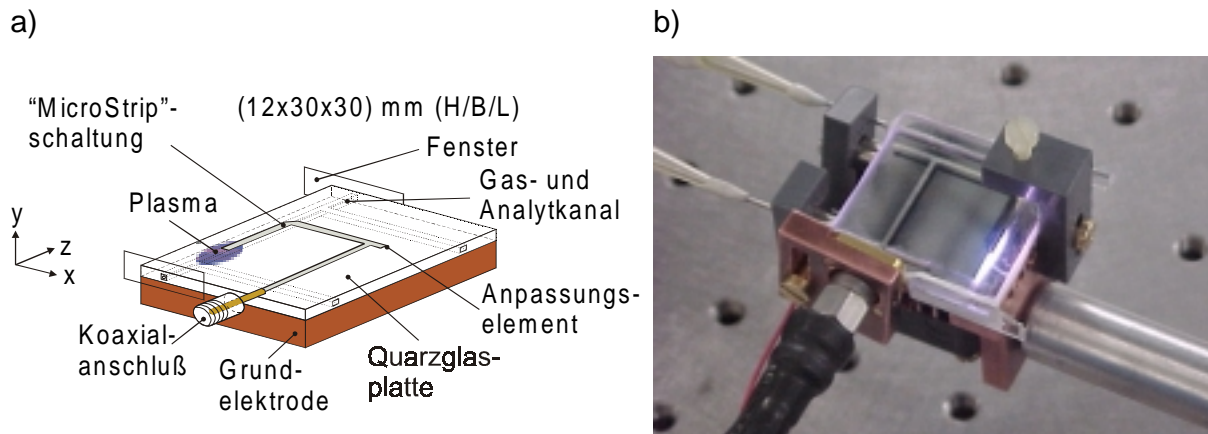 a)
b)
“MicroStrip”-
schaltung
(12x30x30) mm (H/B/L)
Fenster
Gas- und
Analytkanal
Plasma
y
z
x
Anpassungs-
element
Koaxial-
anschluß
Grund-
elektrode
Quarzglas-
platte